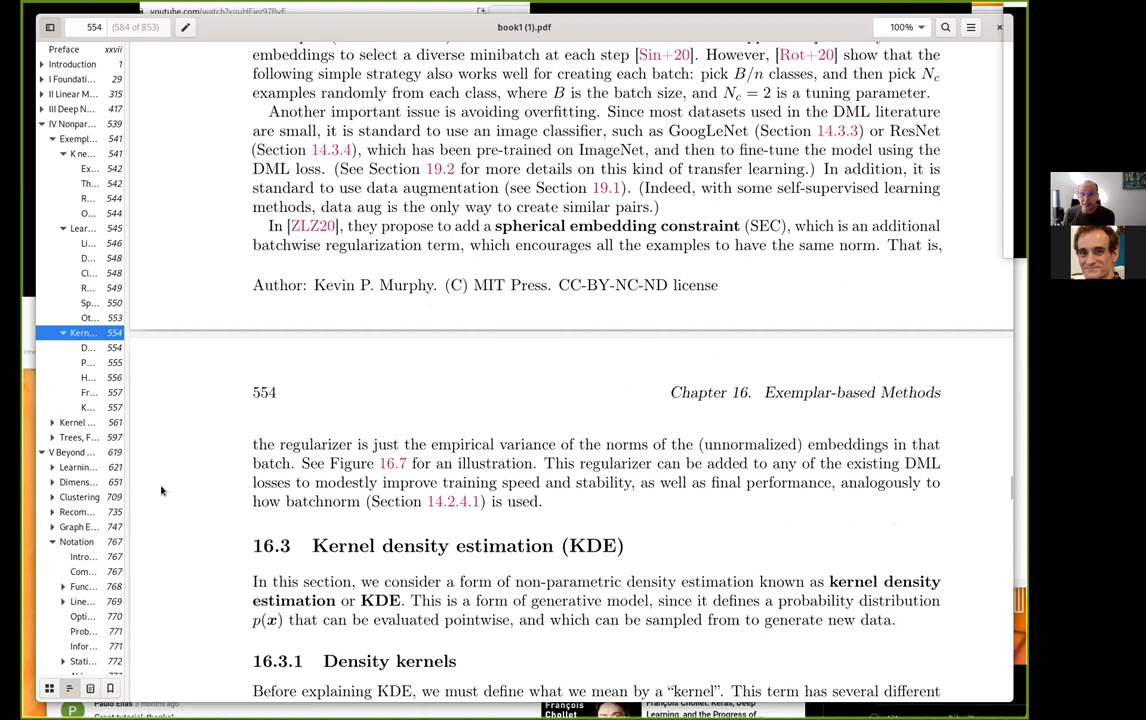 youtube.com/watch?v=uHEjez97BvE
554
(584 of 853)
book1 (1).pdf
100%
Preface xxvii
Introduction 1
I Foundati... 29
II Linear M... 315
III Deep N... 417
IV Nonpar... 539
Exempl... 541
K ne... 541
Ex... 542
Th... 542
R... 544
O... 544
Lear... 545
Li... 546
D... 548
Cl... 548
R... 549
Sp... 550
Ot... 553
Kern... 554
D... 554
P... 555
H... 556
Fr... 557
K... 557
Kernel ... 561
Trees, F... 597
V Beyond ... 619
Learnin... 621
Dimens... 651
Clustering 709
Recom... 735
Graph E... 747
Notation 767
Intro... 767
Com... 767
Func... 768
Line... 769
Opti... 770
Prob... 771
Infor... 771
Stati... 772
embeddings to select a diverse minibatch at each step [Sin+20]. However, [Rot+20] show that the
following simple strategy also works well for creating each batch: pick B/n classes, and then pick Nc
examples randomly from each class, where B is the batch size, and Nc = 2 is a tuning parameter.
Another important issue is avoiding overfitting. Since most datasets used in the DML literature
are small, it is standard to use an image classifier, such as GoogLeNet (Section 14.3.3) or ResNet
(Section 14.3.4), which has been pre-trained on ImageNet, and then to fine-tune the model using the
DML loss. (See Section 19.2 for more details on this kind of transfer learning.) In addition, it is
standard to use data augmentation (see Section 19.1). (Indeed, with some self-supervised learning
methods, data aug is the only way to create similar pairs.)
In [ZLZ20], they propose to add a spherical embedding constraint (SEC), which is an additional
batchwise regularization term, which encourages all the examples to have the same norm. That is,
Author: Kevin P. Murphy. (C) MIT Press. CC-BY-NC-ND license
554 Chapter 16. Exemplar-based Methods
the regularizer is just the empirical variance of the norms of the (unnormalized) embeddings in that
batch. See Figure 16.7 for an illustration. This regularizer can be added to any of the existing DML
losses to modestly improve training speed and stability, as well as final performance, analogously to
how batchnorm (Section 14.2.4.1) is used.
16.3 Kernel density estimation (KDE)
In this section, we consider a form of non-parametric density estimation known as kernel density
estimation or KDE. This is a form of generative model, since it defines a probability distribution
p(x) that can be evaluated pointwise, and which can be sampled from to generate new data.
16.3.1 Density kernels
Before explaining KDE, we must define what we mean by a “kernel”. This term has several different
P
Paulo Elias 3 months ago
François
Chollet
François Chollet: Keras, Deep
Learning, and the Progress of...